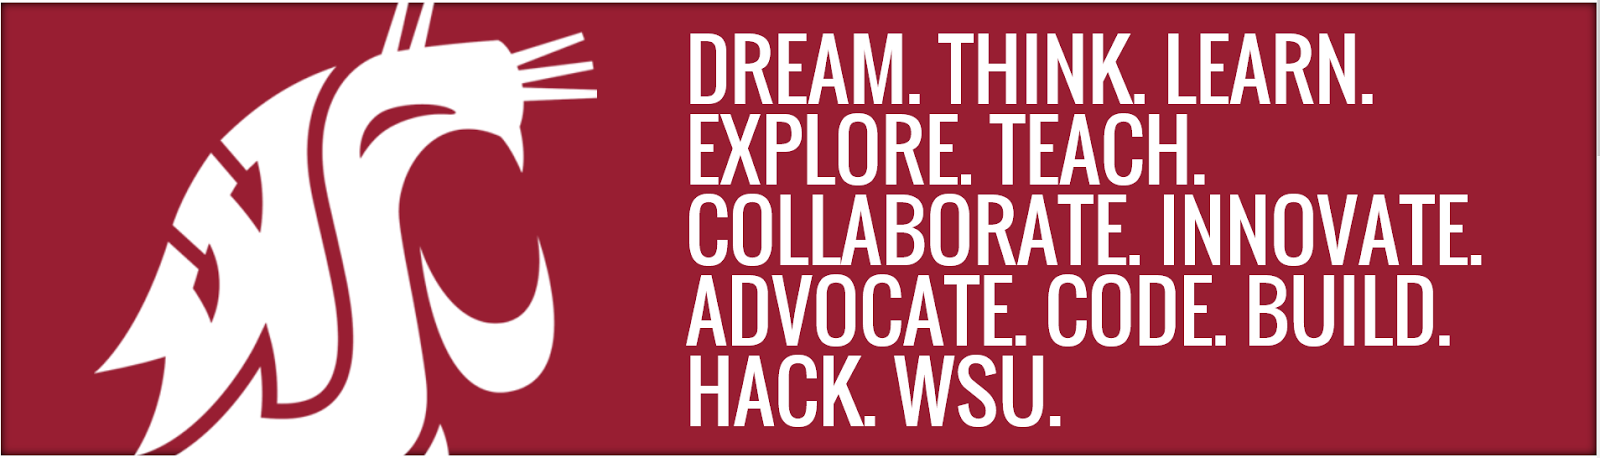 DREAM. THINK. LEARN.
EXPLORE. TEACH.
COLLABORATE. INNOVATE.
ADVOCATE. CODE. BUILD.
HACK. WSU.